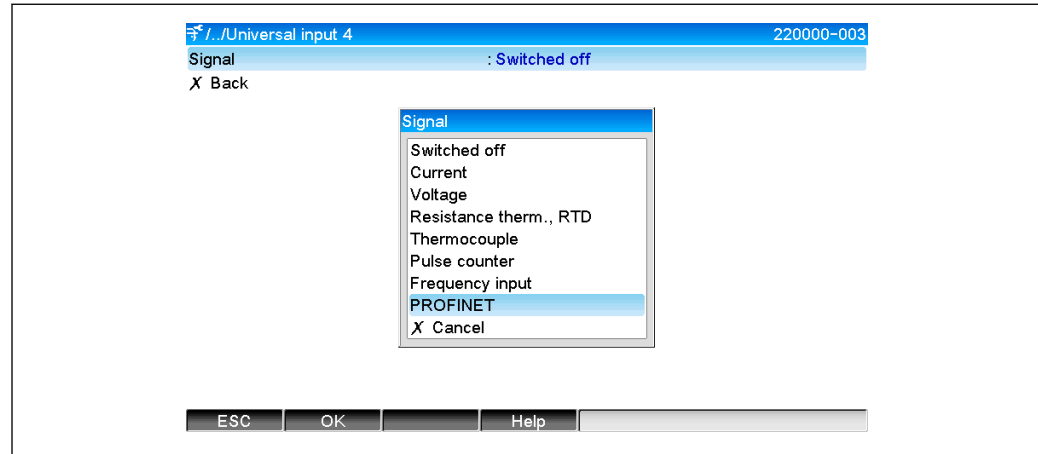 /../Universal input 4 220000-003
Signal : Switched off
X Back
Signal
Switched off
Current
Voltage
Resistance therm., RTD
Thermocouple
Pulse counter
Frequency input
PROFINET
X Cancel
ESC OK Help